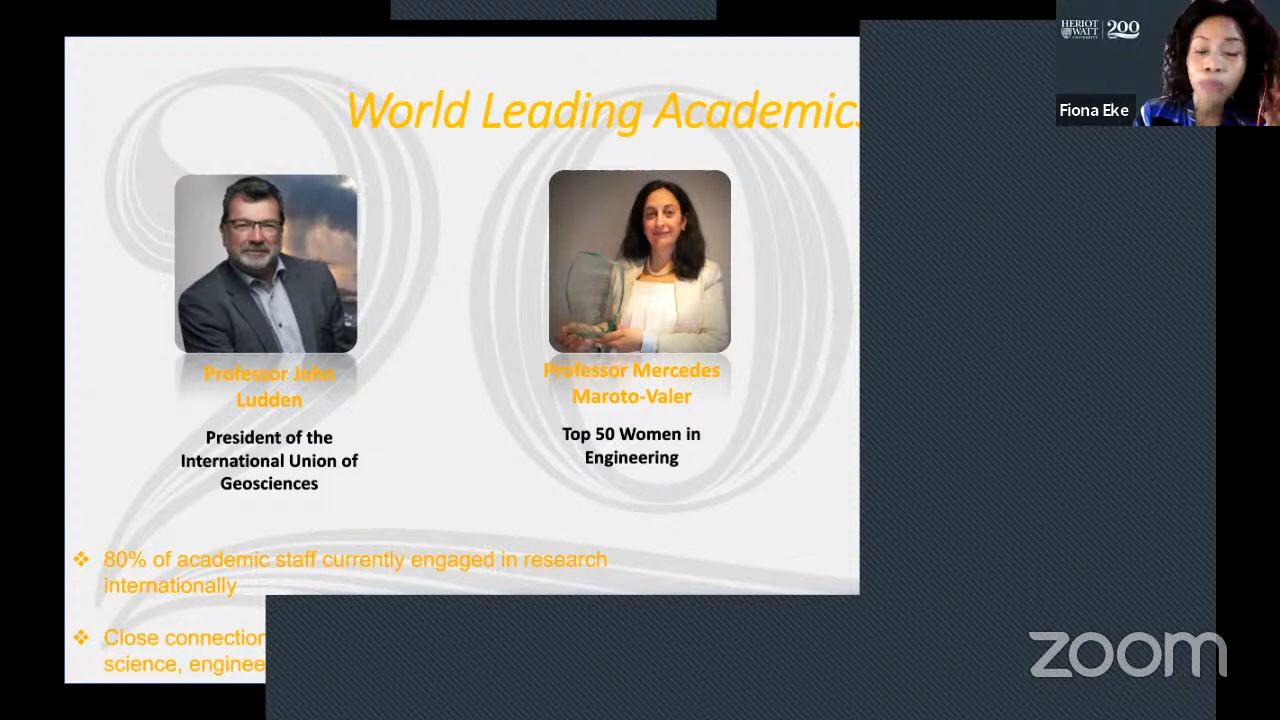 HERIOT
WATT
UNIVERSITY
200
Fiona Eke
World Leading Academics
Professor John
Ludden
President of the
International Union of
Geosciences
Professor Mercedes
Maroto-Valer
Top 50 Women in
Engineering
❖ 80% of academic staff currently engaged in research
internationally
❖ Close connection
science, enginee
zoom